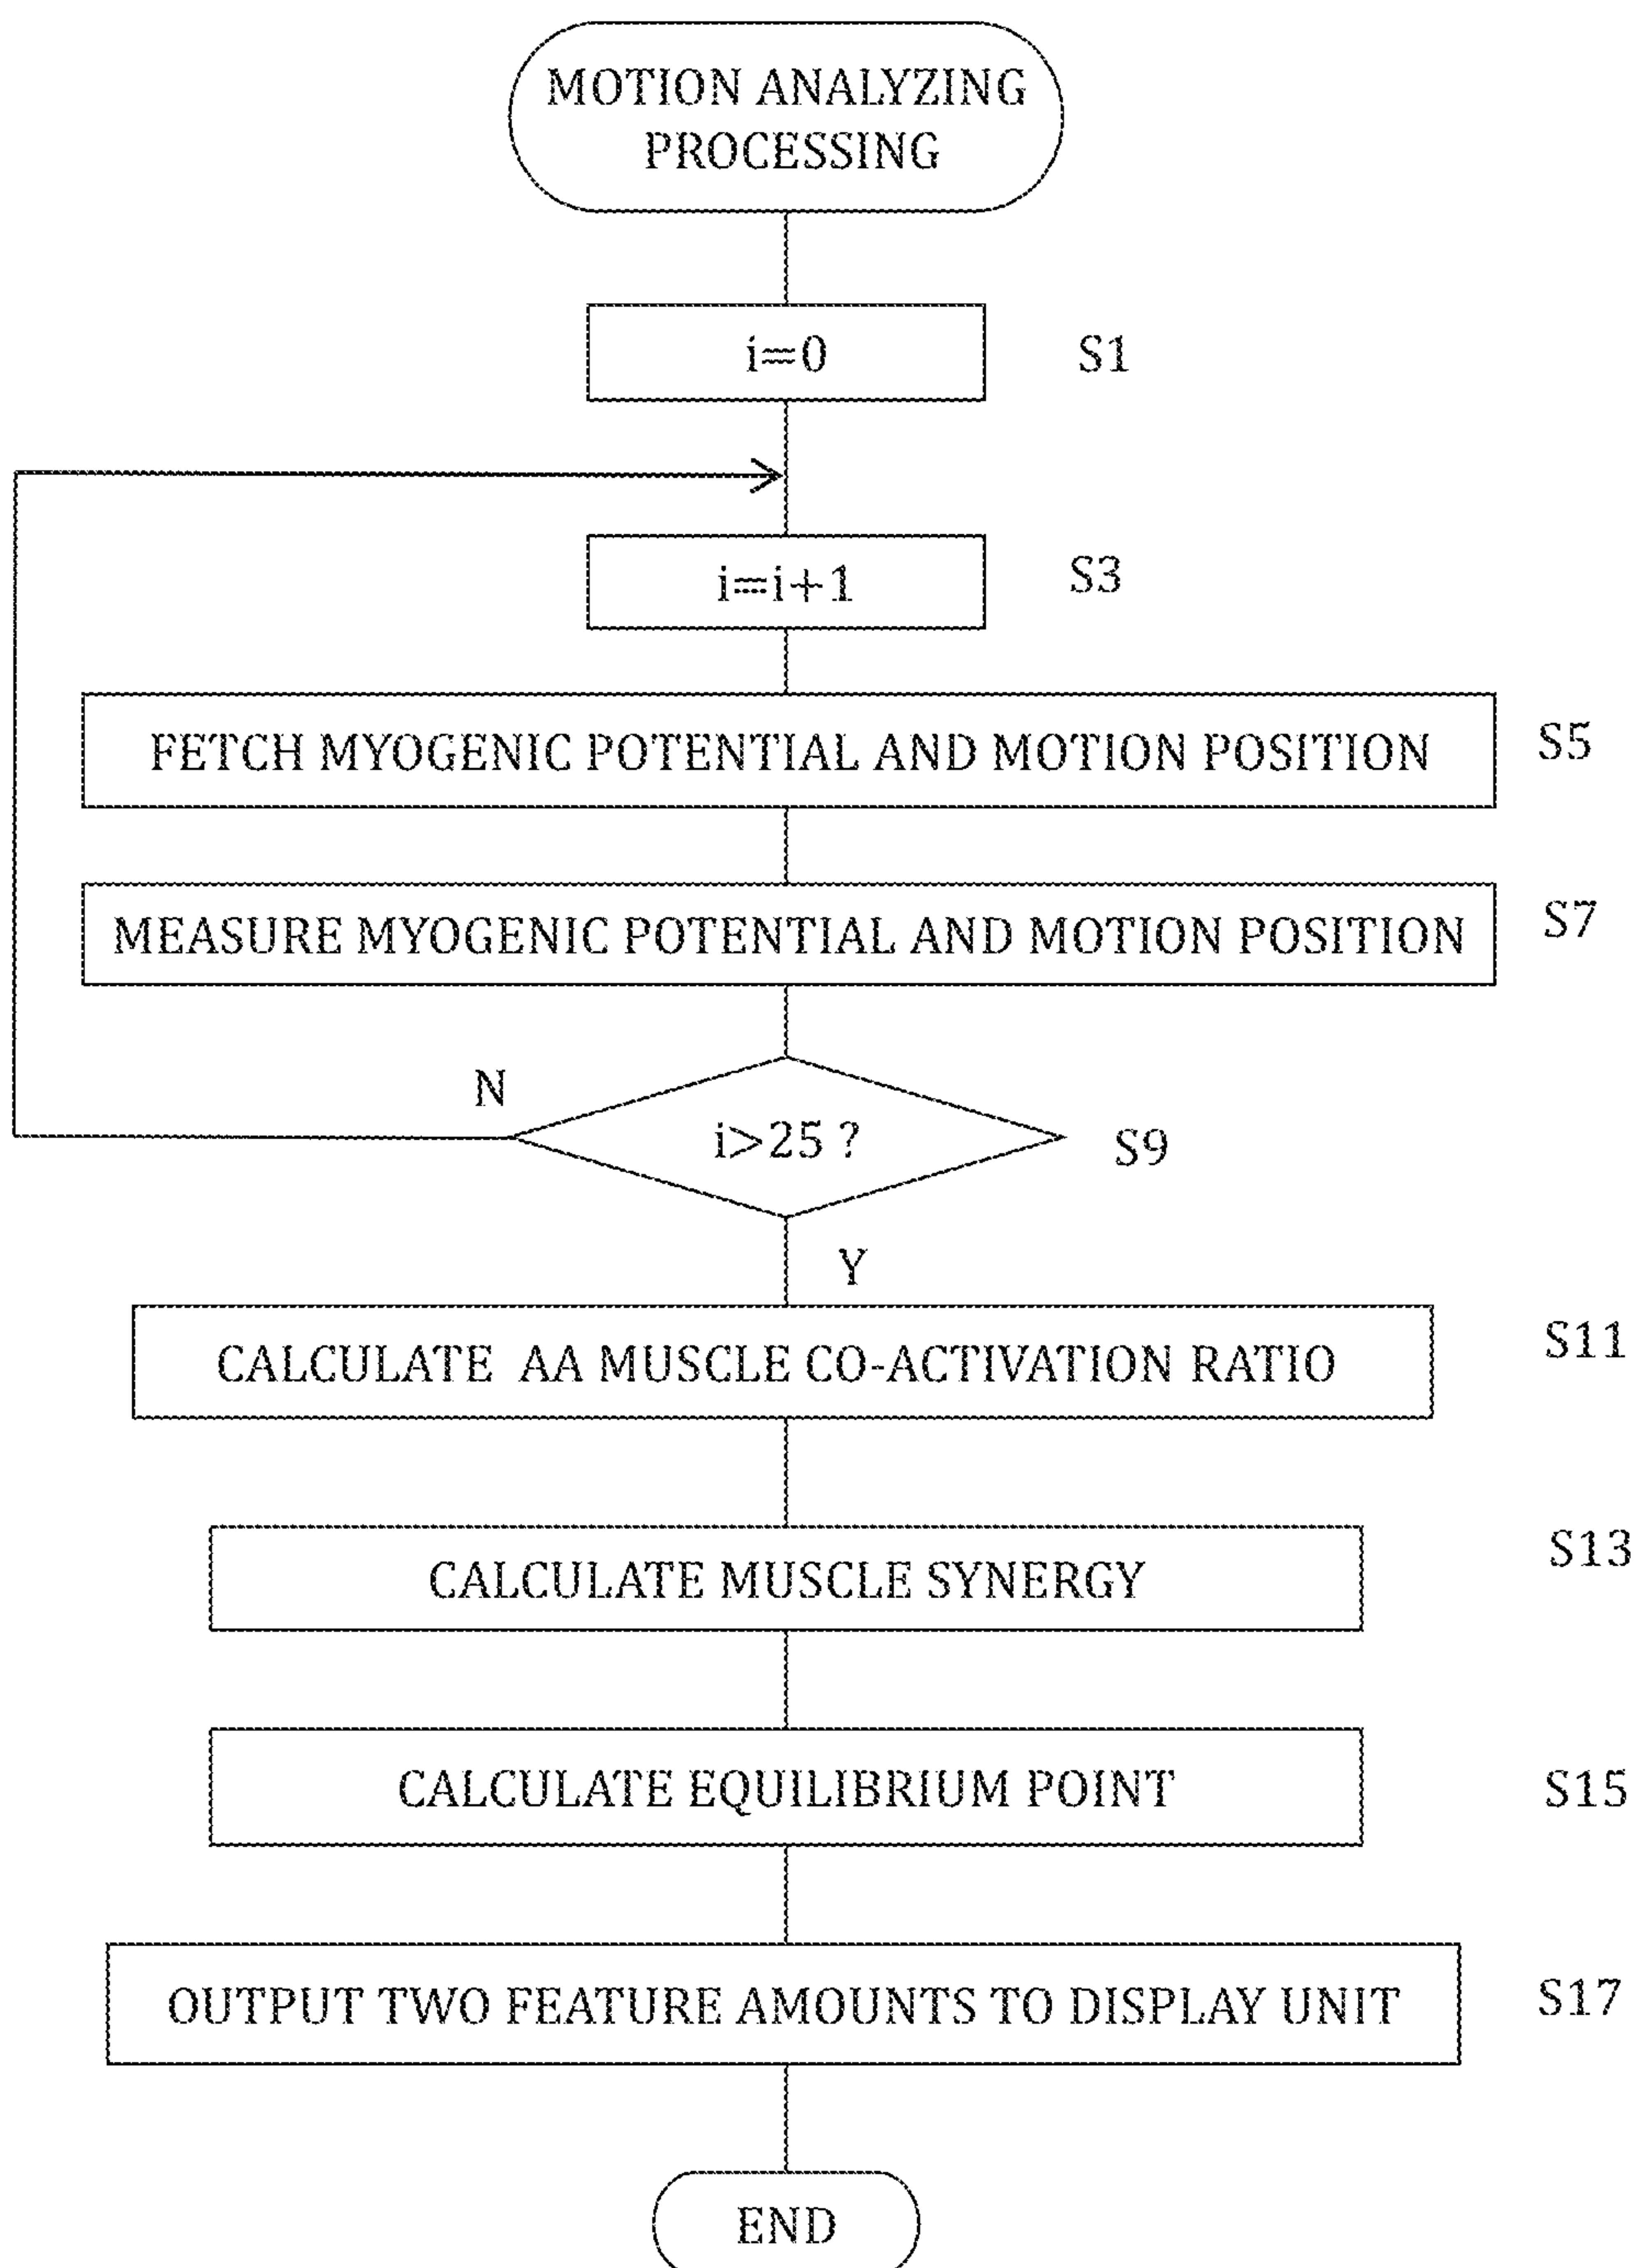 MOTION ANALYZING
PROCESSING
i=0
S1
i=i+1
S3
FETCH MYOGENIC POTENTIAL AND MOTION POSITION
S5
MEASURE MYOGENIC POTENTIAL AND MOTION POSITION
S7
N
i>25 ?
S9
Y
CALCULATE AA MUSCLE CO-ACTIVATION RATIO
S11
CALCULATE MUSCLE SYNERGY
S13
CALCULATE EQUILIBRIUM POINT
S15
OUTPUT TWO FEATURE AMOUNTS TO DISPLAY UNIT
S17
END